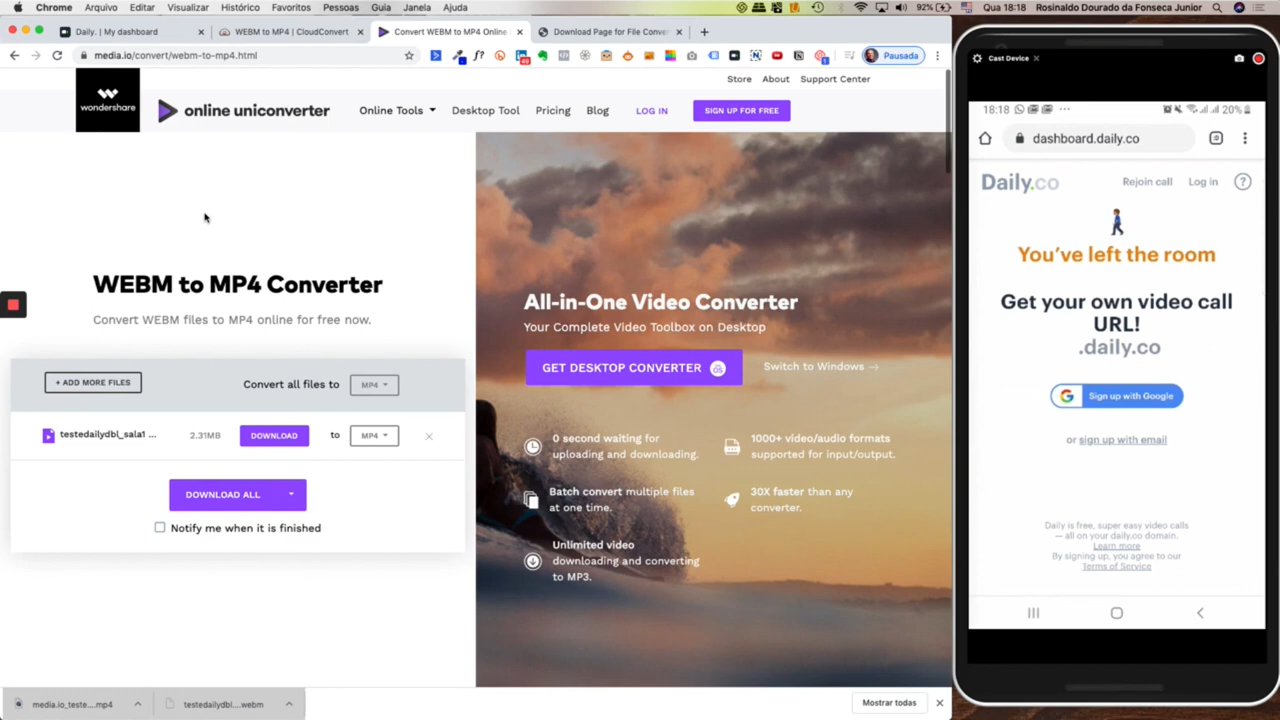 Chrome Arquivo Editar Visualizar Histórico Favoritos Pessoas Guia Janela Ajuda
92% Qua 18:18 Rosinaldo Dourado da Fonseca Junior
Daily. | My dashboard
WEBM to MP4 | CloudConvert
Convert WEBM to MP4 Online
Download Page for File Conver
media.io/convert/webm-to-mp4.html
Pausada
Store About Support Center
wondershare
online uniconverter
Online Tools Desktop Tool Pricing Blog LOG IN SIGN UP FOR FREE
WEBM to MP4 Converter
Convert WEBM files to MP4 online for free now.
+ ADD MORE FILES
Convert all files to MP4
testedailydbl_sala1 ... 2.31MB DOWNLOAD to MP4
DOWNLOAD ALL
Notify me when it is finished
All-in-One Video Converter
Your Complete Video Toolbox on Desktop
GET DESKTOP CONVERTER
Switch to Windows →
0 second waiting for
uploading and downloading.
1000+ video/audio formats
supported for input/output.
Batch convert multiple files
at one time.
30X faster than any
converter.
Unlimited video
downloading and converting
to MP3.
media.io_teste....mp4
testedailydbl....webm
Mostrar todas
Cast Device
18:18
20%
dashboard.daily.co
Daily.co Rejoin call Log in ?
You've left the room
Get your own video call
URL!
.daily.co
Sign up with Google
or sign up with email
Daily is free, super easy video calls
— all on your daily.co domain.
Learn more
By signing up, you agree to our
Terms of Service